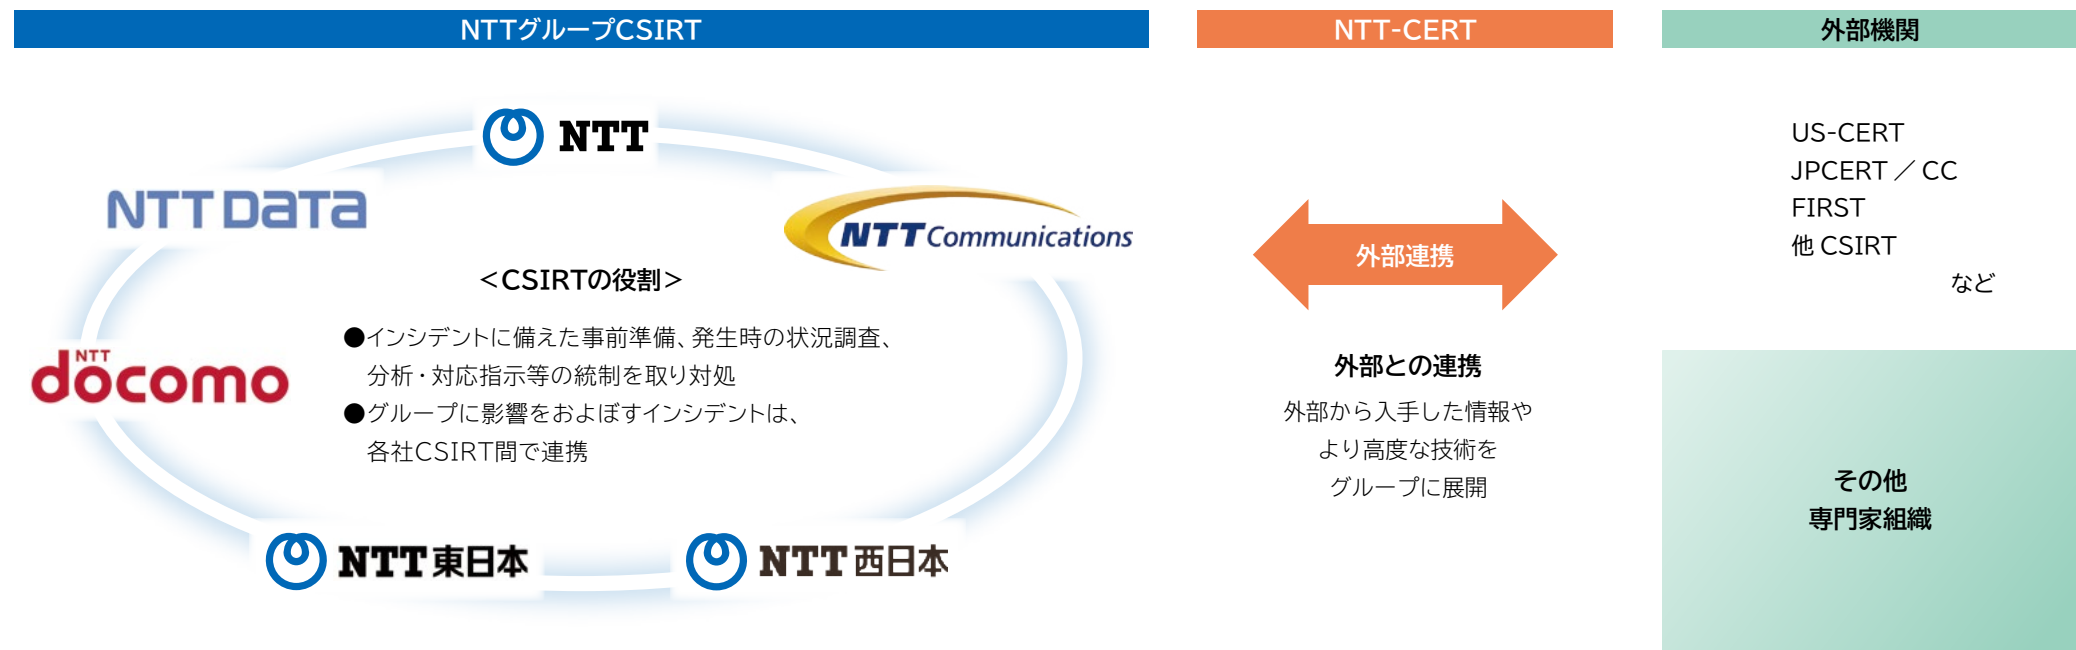 NTTグループCSIRT
NTT
NTT DATA
NTT Communications
<CSIRTの役割>
NTT
docomo
●インシデントに備えた事前準備、発生時の状況調査、
分析・対応指示等の統制を取り対処
●グループに影響をおよぼすインシデントは、
各社CSIRT間で連携
NTT東日本
NTT西日本
NTT-CERT
外部連携
外部との連携
外部から入手した情報や
より高度な技術を
グループに展開
外部機関
US-CERT
JPCERT／CC
FIRST
他 CSIRT
など
その他
専門家組織